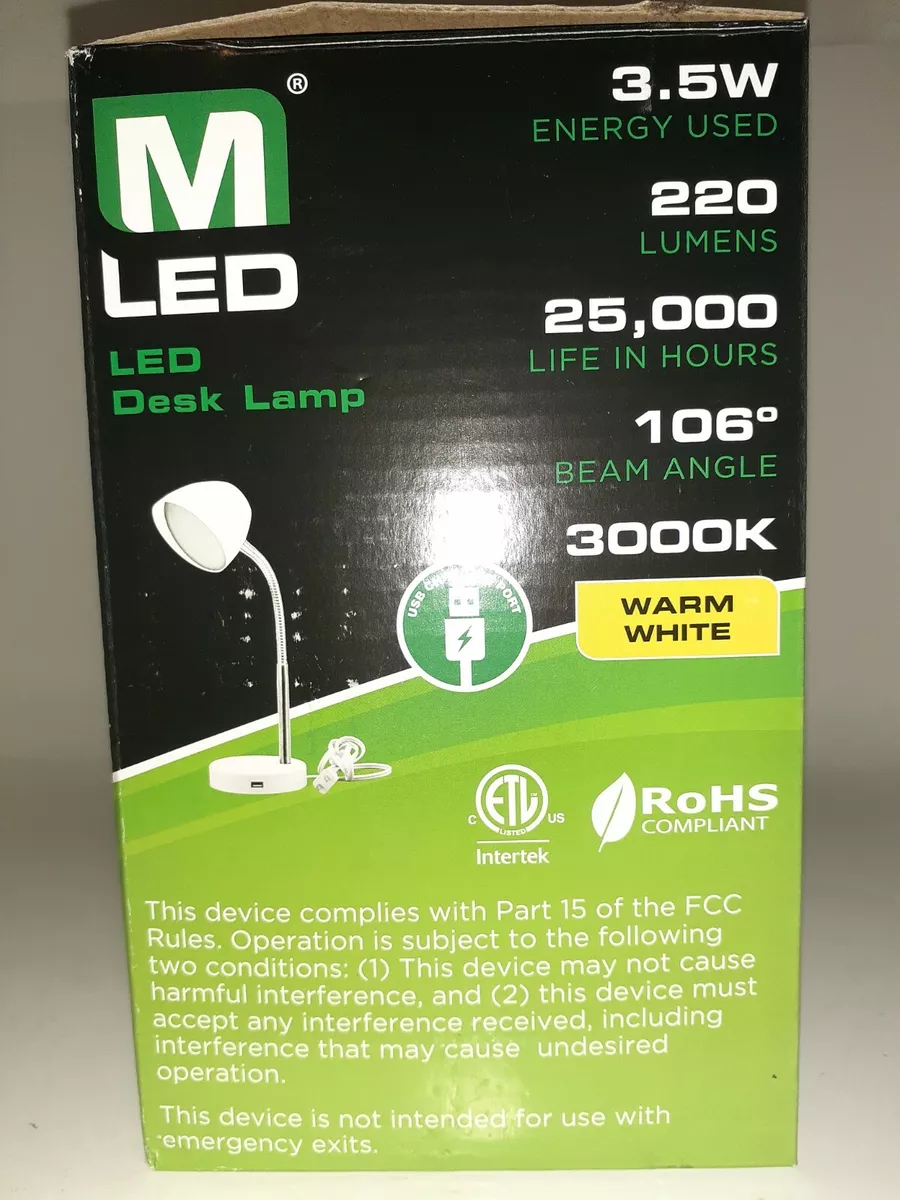 M®
LED
LED
Desk Lamp
3.5W
ENERGY USED
220
LUMENS
25,000
LIFE IN HOURS
106º
BEAM ANGLE
3000K
WARM
WHITE
USB
ORT
C ETL US
LISTED
Intertek
RoHS
COMPLIANT
This device complies with Part 15 of the FCC
Rules. Operation is subject to the following
two conditions: (1) This device may not cause
harmful interference, and (2) this device must
accept any interference received, including
interference that may cause undesired
operation.
This device is not intended for use with
emergency exits.